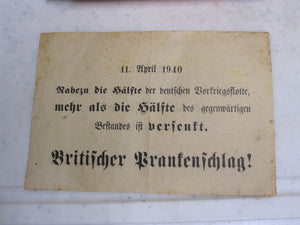 11. April 1940
Nahezu die Hälfte der deutschen Vorkriegsflotte,
mehr als die Hälfte des gegenwärtigen
Bestandes ist versenkt.
Britischer Prankenschlag!